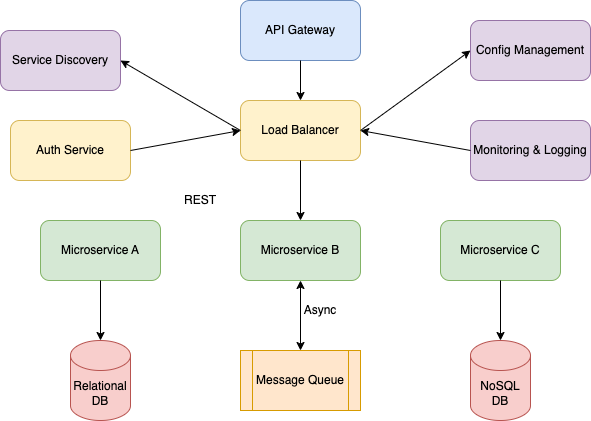 API Gateway
Service Discovery
Config Management
Load Balancer
Auth Service
Monitoring & Logging
REST
Microservice A
Microservice B
Microservice C
Async
Relational
DB
Message Queue
NoSQL
DB